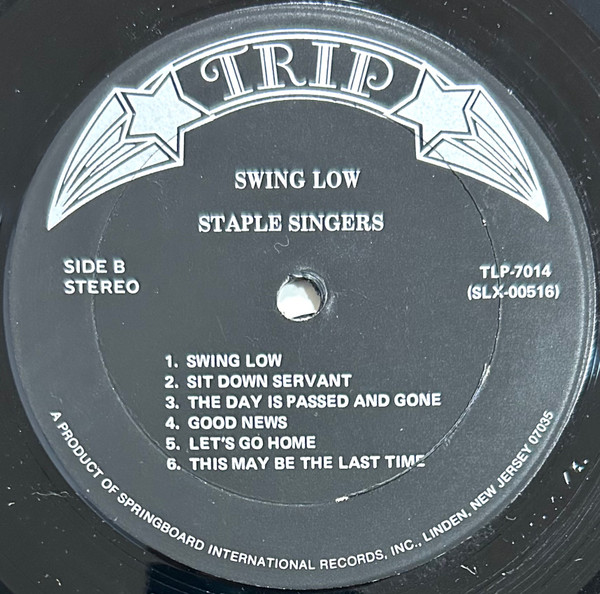 TRIP
SWING LOW
STAPLE SINGERS
SIDE B
STEREO
TLP-7014
(SLX-00516)
1. SWING LOW
2. SIT DOWN SERVANT
3. THE DAY IS PASSED AND GONE
4. GOOD NEWS
5. LET'S GO HOME
6. THIS MAY BE THE LAST TIME
A PRODUCT OF SPRINGBOARD INTERNATIONAL RECORDS, INC., LINDEN, NEW JERSEY 07035